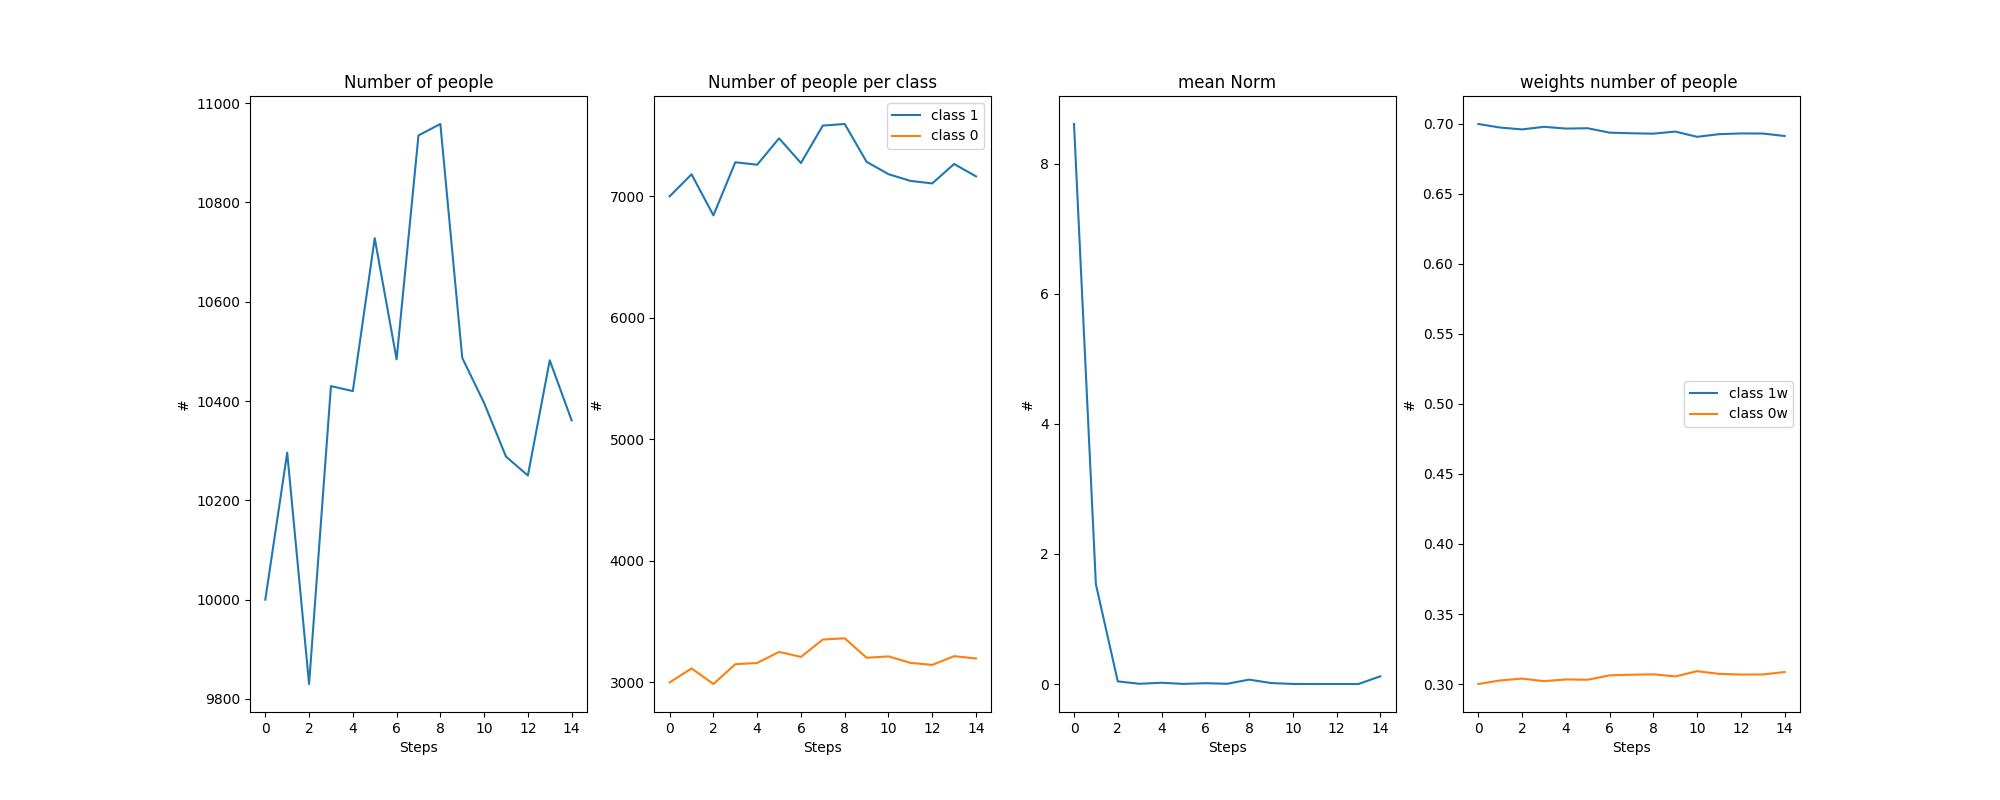 Number of people
11000
10800
10600
10400
10200
10000
9800
#
0 2 4 6 8 10 12 14
Steps
Number of people per class
class 1
class 0
7000
6000
5000
4000
3000
#
0 2 4 6 8 10 12 14
Steps
mean Norm
8
6
4
2
0
#
0 2 4 6 8 10 12 14
Steps
weights number of people
0.70
0.65
0.60
0.55
0.50
0.45
0.40
0.35
0.30
#
class 1w
class 0w
0 2 4 6 8 10 12 14
Steps